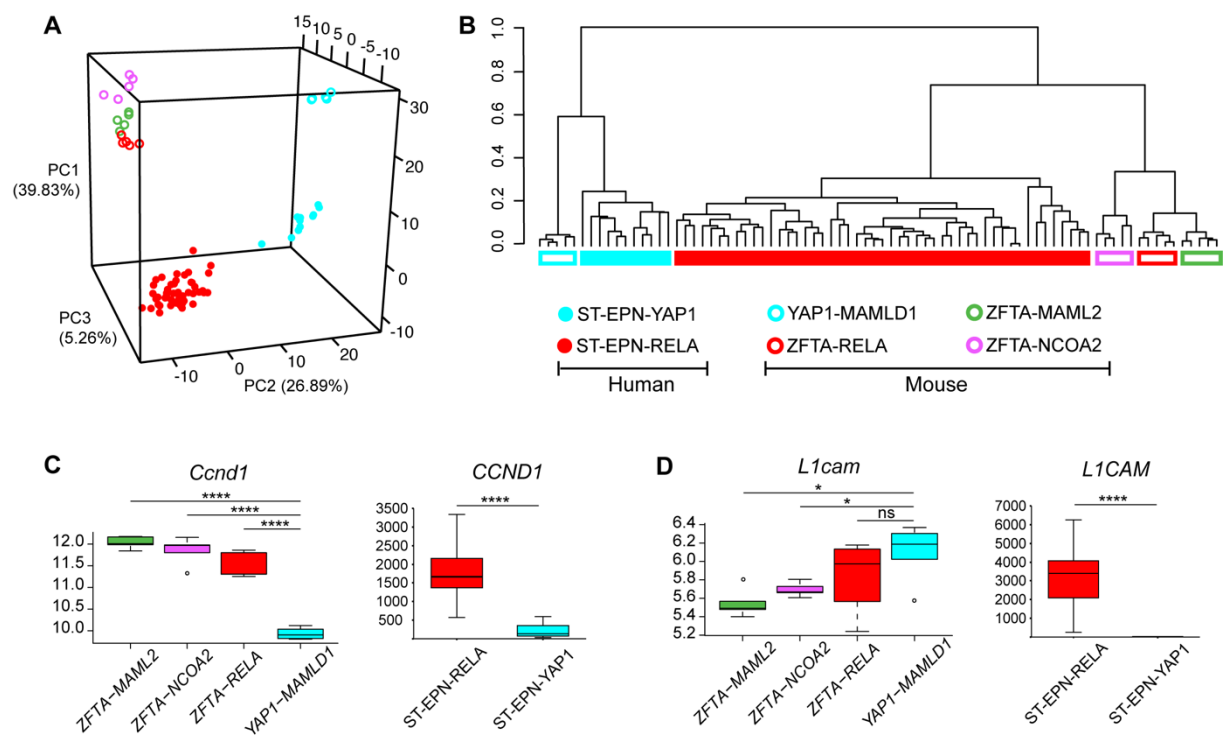 A
15
10
5
0
-5
-10
30
20
10
0
-10
PC1
(39.83%)
PC3
(5.26%)
-10
0
10
20
PC2 (26.89%)
B
1.0
0.8
0.6
0.4
0.2
0.0
ST-EPN-YAP1
YAP1-MAMLD1
ZFTA-MAML2
ST-EPN-RELA
ZFTA-RELA
ZFTA-NCOA2
Human
Mouse
C
Ccnd1
****
****
****
12.0
11.5
11.0
10.5
10.0
ZFTA–MAML2
ZFTA–NCOA2
ZFTA–RELA
YAP1–MAMLD1
CCND1
****
3500
3000
2500
2000
1500
1000
500
ST-EPN-RELA
ST-EPN-YAP1
D
L1cam
*
*
ns
6.4
6.2
6.0
5.8
5.6
5.4
5.2
ZFTA–MAML2
ZFTA–NCOA2
ZFTA–RELA
YAP1–MAMLD1
L1CAM
****
7000
6000
5000
4000
3000
2000
1000
ST-EPN-RELA
ST-EPN-YAP1